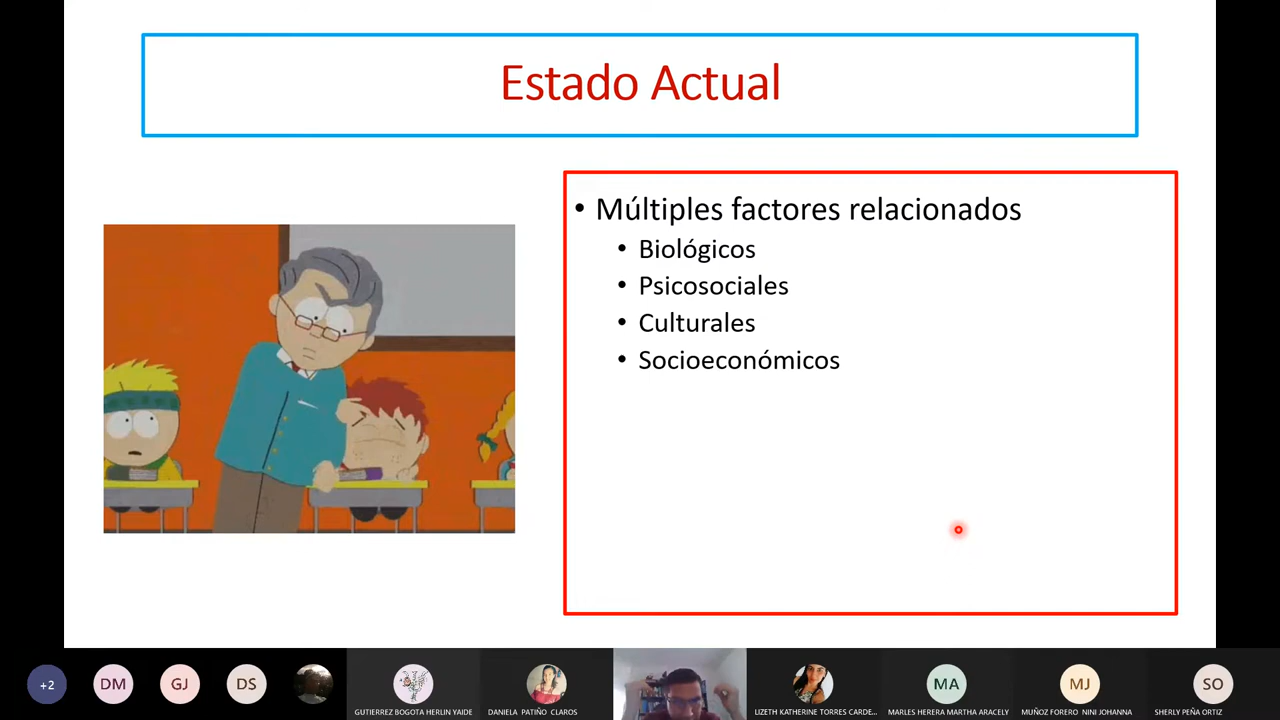 Estado Actual
• Múltiples factores relacionados
• Biológicos
• Psicosociales
• Culturales
• Socioeconómicos
+2
DM
GJ
DS
MA
MJ
SO
GUTIERREZ BOGOTA HERLIN YAIDE
DANIELA PATIÑO CLAROS
LIZETH KATHERINE TORRES CARDE...
MARLES HERERA MARTHA ARACELY
MUÑOZ FORERO NINI JOHANNA
SHERLY PEÑA ORTIZ